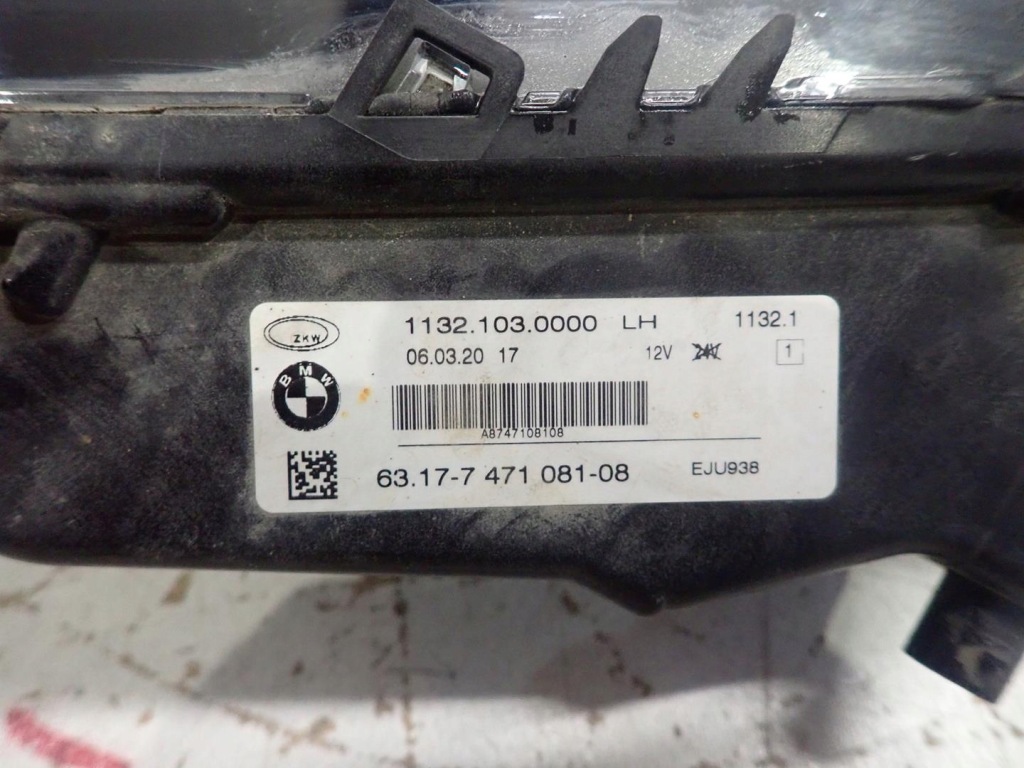 ZKW
1132.103.0000 LH 1132.1
06.03.20 17 12V 24V 1
BMW
A8747108108
63.17-7 471 081-08 EJU938